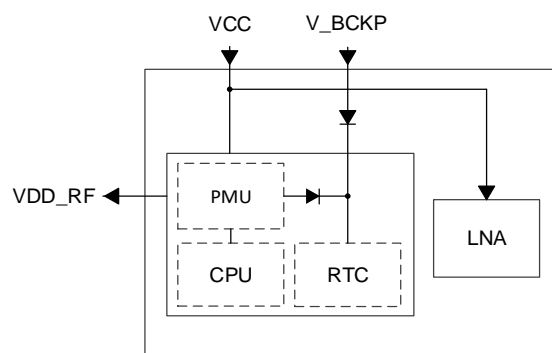 VCC V_BCKP
VDD_RF
PMU
LNA
CPU RTC